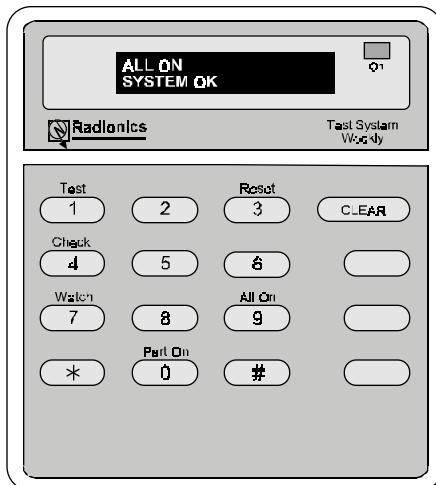 ALL ON
SYSTEM OK
On
Radionics
Test System
Weekly
Test
Reset
1
2
3
CLEAR
Check
4
5
6
Watch
All On
7
8
9
Part On
*
0
#